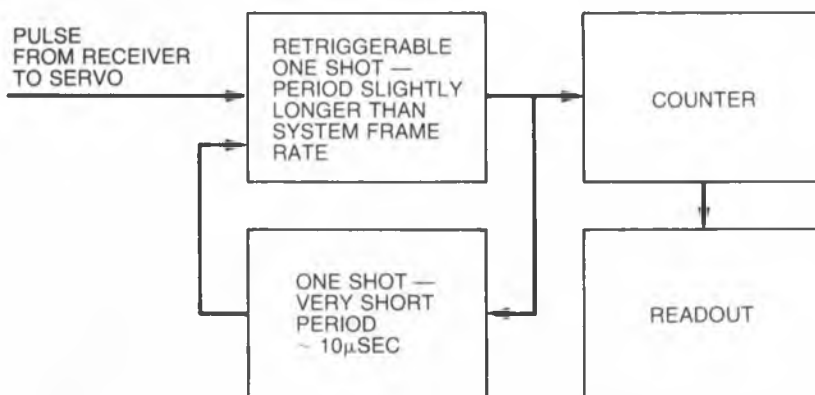 PULSE
FROM RECEIVER
TO SERVO
RETRIGGERABLE
ONE SHOT —
PERIOD SLIGHTLY
LONGER THAN
SYSTEM FRAME
RATE
COUNTER
ONE SHOT —
VERY SHORT
PERIOD
~ 10µSEC
READOUT